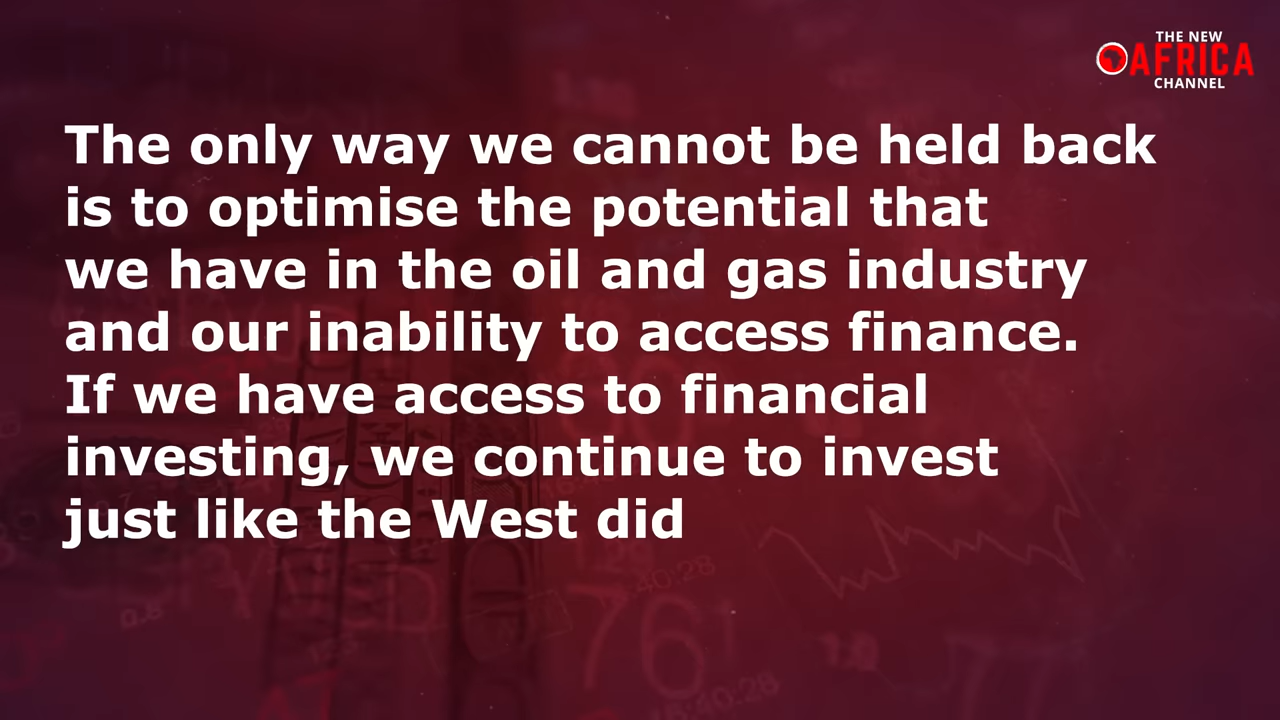 THE NEW
AFRICA
CHANNEL
The only way we cannot be held back
is to optimise the potential that
we have in the oil and gas industry
and our inability to access finance.
If we have access to financial
investing, we continue to invest
just like the West did
76